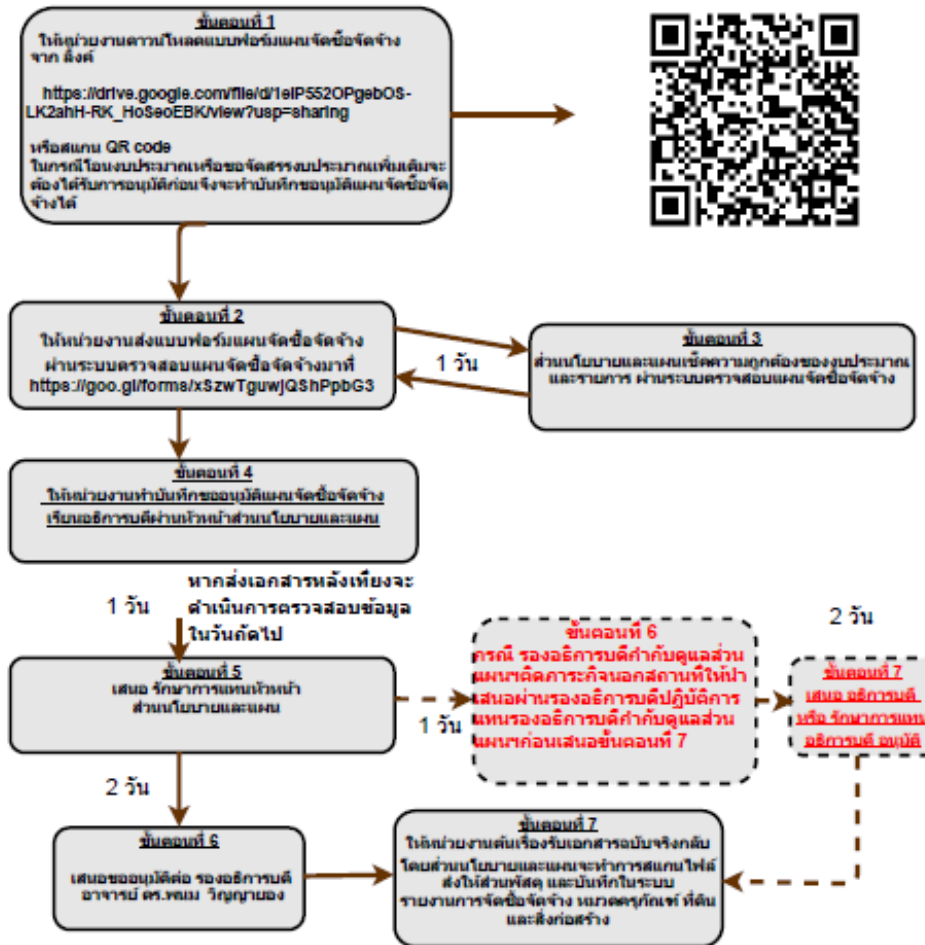 ขั้นตอนที่ 1
ให้หน่วยงานดาวน์โหลดแบบฟอร์มแผนจัดซื้อจัดจ้าง
จาก ลิงค์
https://drive.google.com/file/d/1eIP552OPgebOS-
LK2ahH-RK_HoSeoEBK/view?usp=sharing
หรือสแกน QR code
ในกรณีโอนงบประมาณหรือขอจัดสรรงบประมาณเพิ่มเติมจะ
ต้องได้รับการอนุมัติก่อนจึงจะทำบันทึกขออนุมัติแผนจัดซื้อจัด
จ้างได้
ขั้นตอนที่ 2
ให้หน่วยงานส่งแบบฟอร์มแผนจัดซื้อจัดจ้าง
ผ่านระบบตรวจสอบแผนจัดซื้อจัดจ้างมาที่
https://goo.gl/forms/xSzwTguwJQShPpbG3
1 วัน
ขั้นตอนที่ 3
ส่วนนโยบายและแผนเช็คความถูกต้องของงบประมาณ
และรายการ ผ่านระบบตรวจสอบแผนจัดซื้อจัดจ้าง
ขั้นตอนที่ 4
ให้หน่วยงานทำบันทึกขออนุมัติแผนจัดซื้อจัดจ้าง
เรียนอธิการบดีผ่านหัวหน้าส่วนนโยบายและแผน
1 วัน
หากส่งเอกสารหลังเที่ยงจะ
ดำเนินการตรวจสอบข้อมูล
ในวันถัดไป
ขั้นตอนที่ 5
เสนอ รักษาการแทนหัวหน้า
ส่วนนโยบายและแผน
1 วัน
ขั้นตอนที่ 6
กรณี รองอธิการบดีกำกับดูแลส่วน
แผนฯติดภาระกิจนอกสถานที่ให้นำ
เสนอผ่านรองอธิการบดีปฏิบัติการ
แทนรองอธิการบดีกำกับดูแลส่วน
แผนฯก่อนเสนอขั้นตอนที่ 7
2 วัน
ขั้นตอนที่ 7
เสนอ อธิการบดี
หรือ รักษาการแทน
อธิการบดี อนุมัติ
2 วัน
ขั้นตอนที่ 6
เสนอขออนุมัติต่อ รองอธิการบดี
อาจารย์ ดร.พนม วิญญายอง
ขั้นตอนที่ 7
ให้หน่วยงานต้นเรื่องรับเอกสารฉบับจริงกลับ
โดยส่วนนโยบายและแผนจะทำการสแกนไฟล์
ส่งให้ส่วนพัสดุ และบันทึกในระบบ
รายงานการจัดซื้อจัดจ้าง หมวดครุภัณฑ์ ที่ดิน
และสิ่งก่อสร้าง